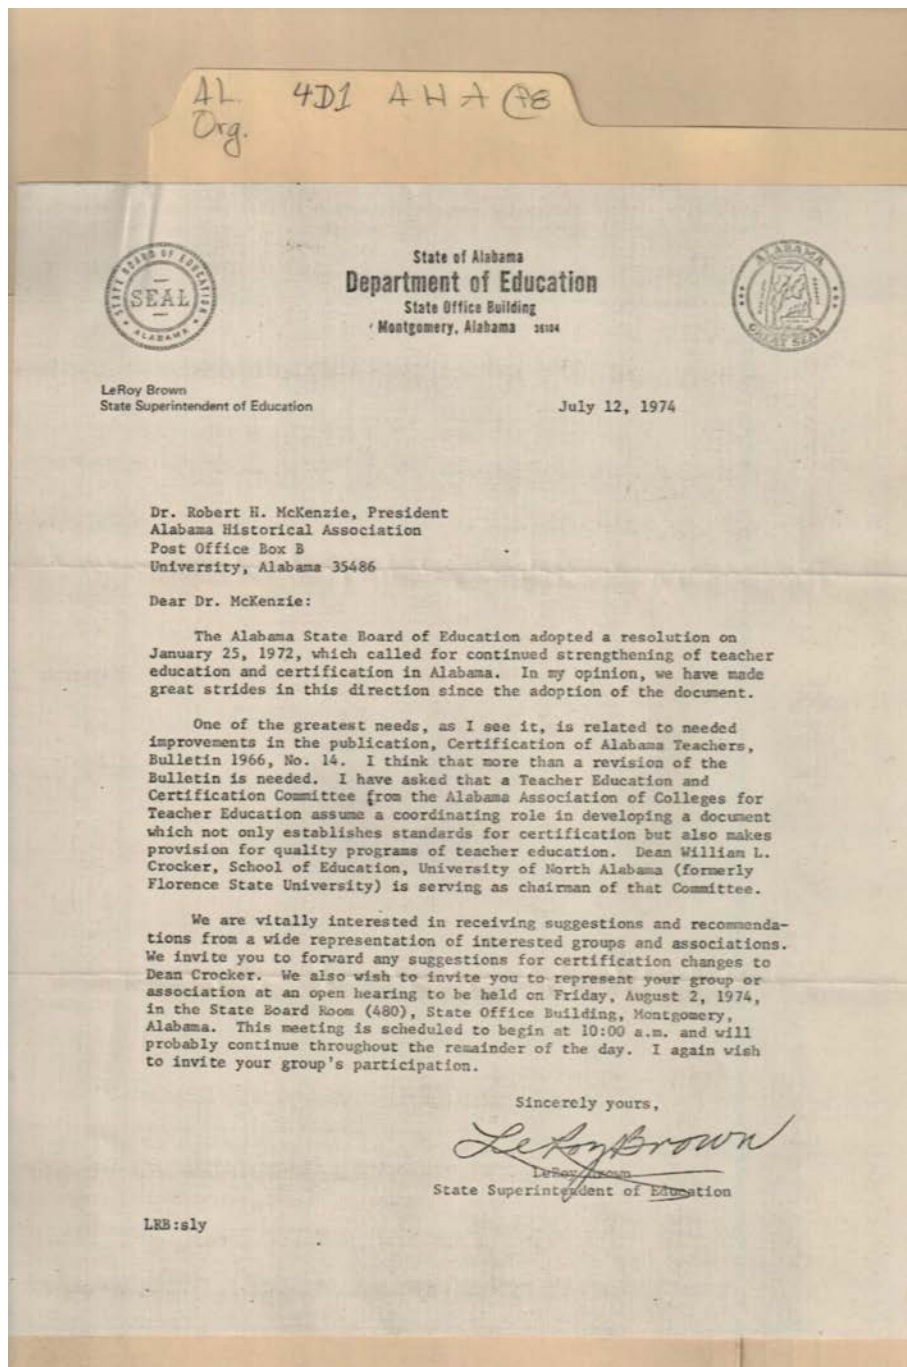 AL. 4D1 AHA
Org.
STATE BOARD OF EDUCATION
SEAL
ALABAMA
State of Alabama
Department of Education
State Office Building
Montgomery, Alabama 36104
ALABAMA
GREAT SEAL
LeRoy Brown
State Superintendent of Education
July 12, 1974
Dr. Robert H. McKenzie, President
Alabama Historical Association
Post Office Box B
University, Alabama 35486
Dear Dr. McKenzie:
The Alabama State Board of Education adopted a resolution on
January 25, 1972, which called for continued strengthening of teacher
education and certification in Alabama. In my opinion, we have made
great strides in this direction since the adoption of the document.
One of the greatest needs, as I see it, is related to needed
improvements in the publication, Certification of Alabama Teachers,
Bulletin 1966, No. 14. I think that more than a revision of the
Bulletin is needed. I have asked that a Teacher Education and
Certification Committee from the Alabama Association of Colleges for
Teacher Education assume a coordinating role in developing a document
which not only establishes standards for certification but also makes
provision for quality programs of teacher education. Dean William L.
Crocker, School of Education, University of North Alabama (formerly
Florence State University) is serving as chairman of that Committee.
We are vitally interested in receiving suggestions and recommenda-
tions from a wide representation of interested groups and associations.
We invite you to forward any suggestions for certification changes to
Dean Crocker. We also wish to invite you to represent your group or
association at an open hearing to be held on Friday, August 2, 1974,
in the State Board Room (480), State Office Building, Montgomery,
Alabama. This meeting is scheduled to begin at 10:00 a.m. and will
probably continue throughout the remainder of the day. I again wish
to invite your group's participation.
Sincerely yours,
LeRoy Brown
LeRoy Brown
State Superintendent of Education
LRB:sly